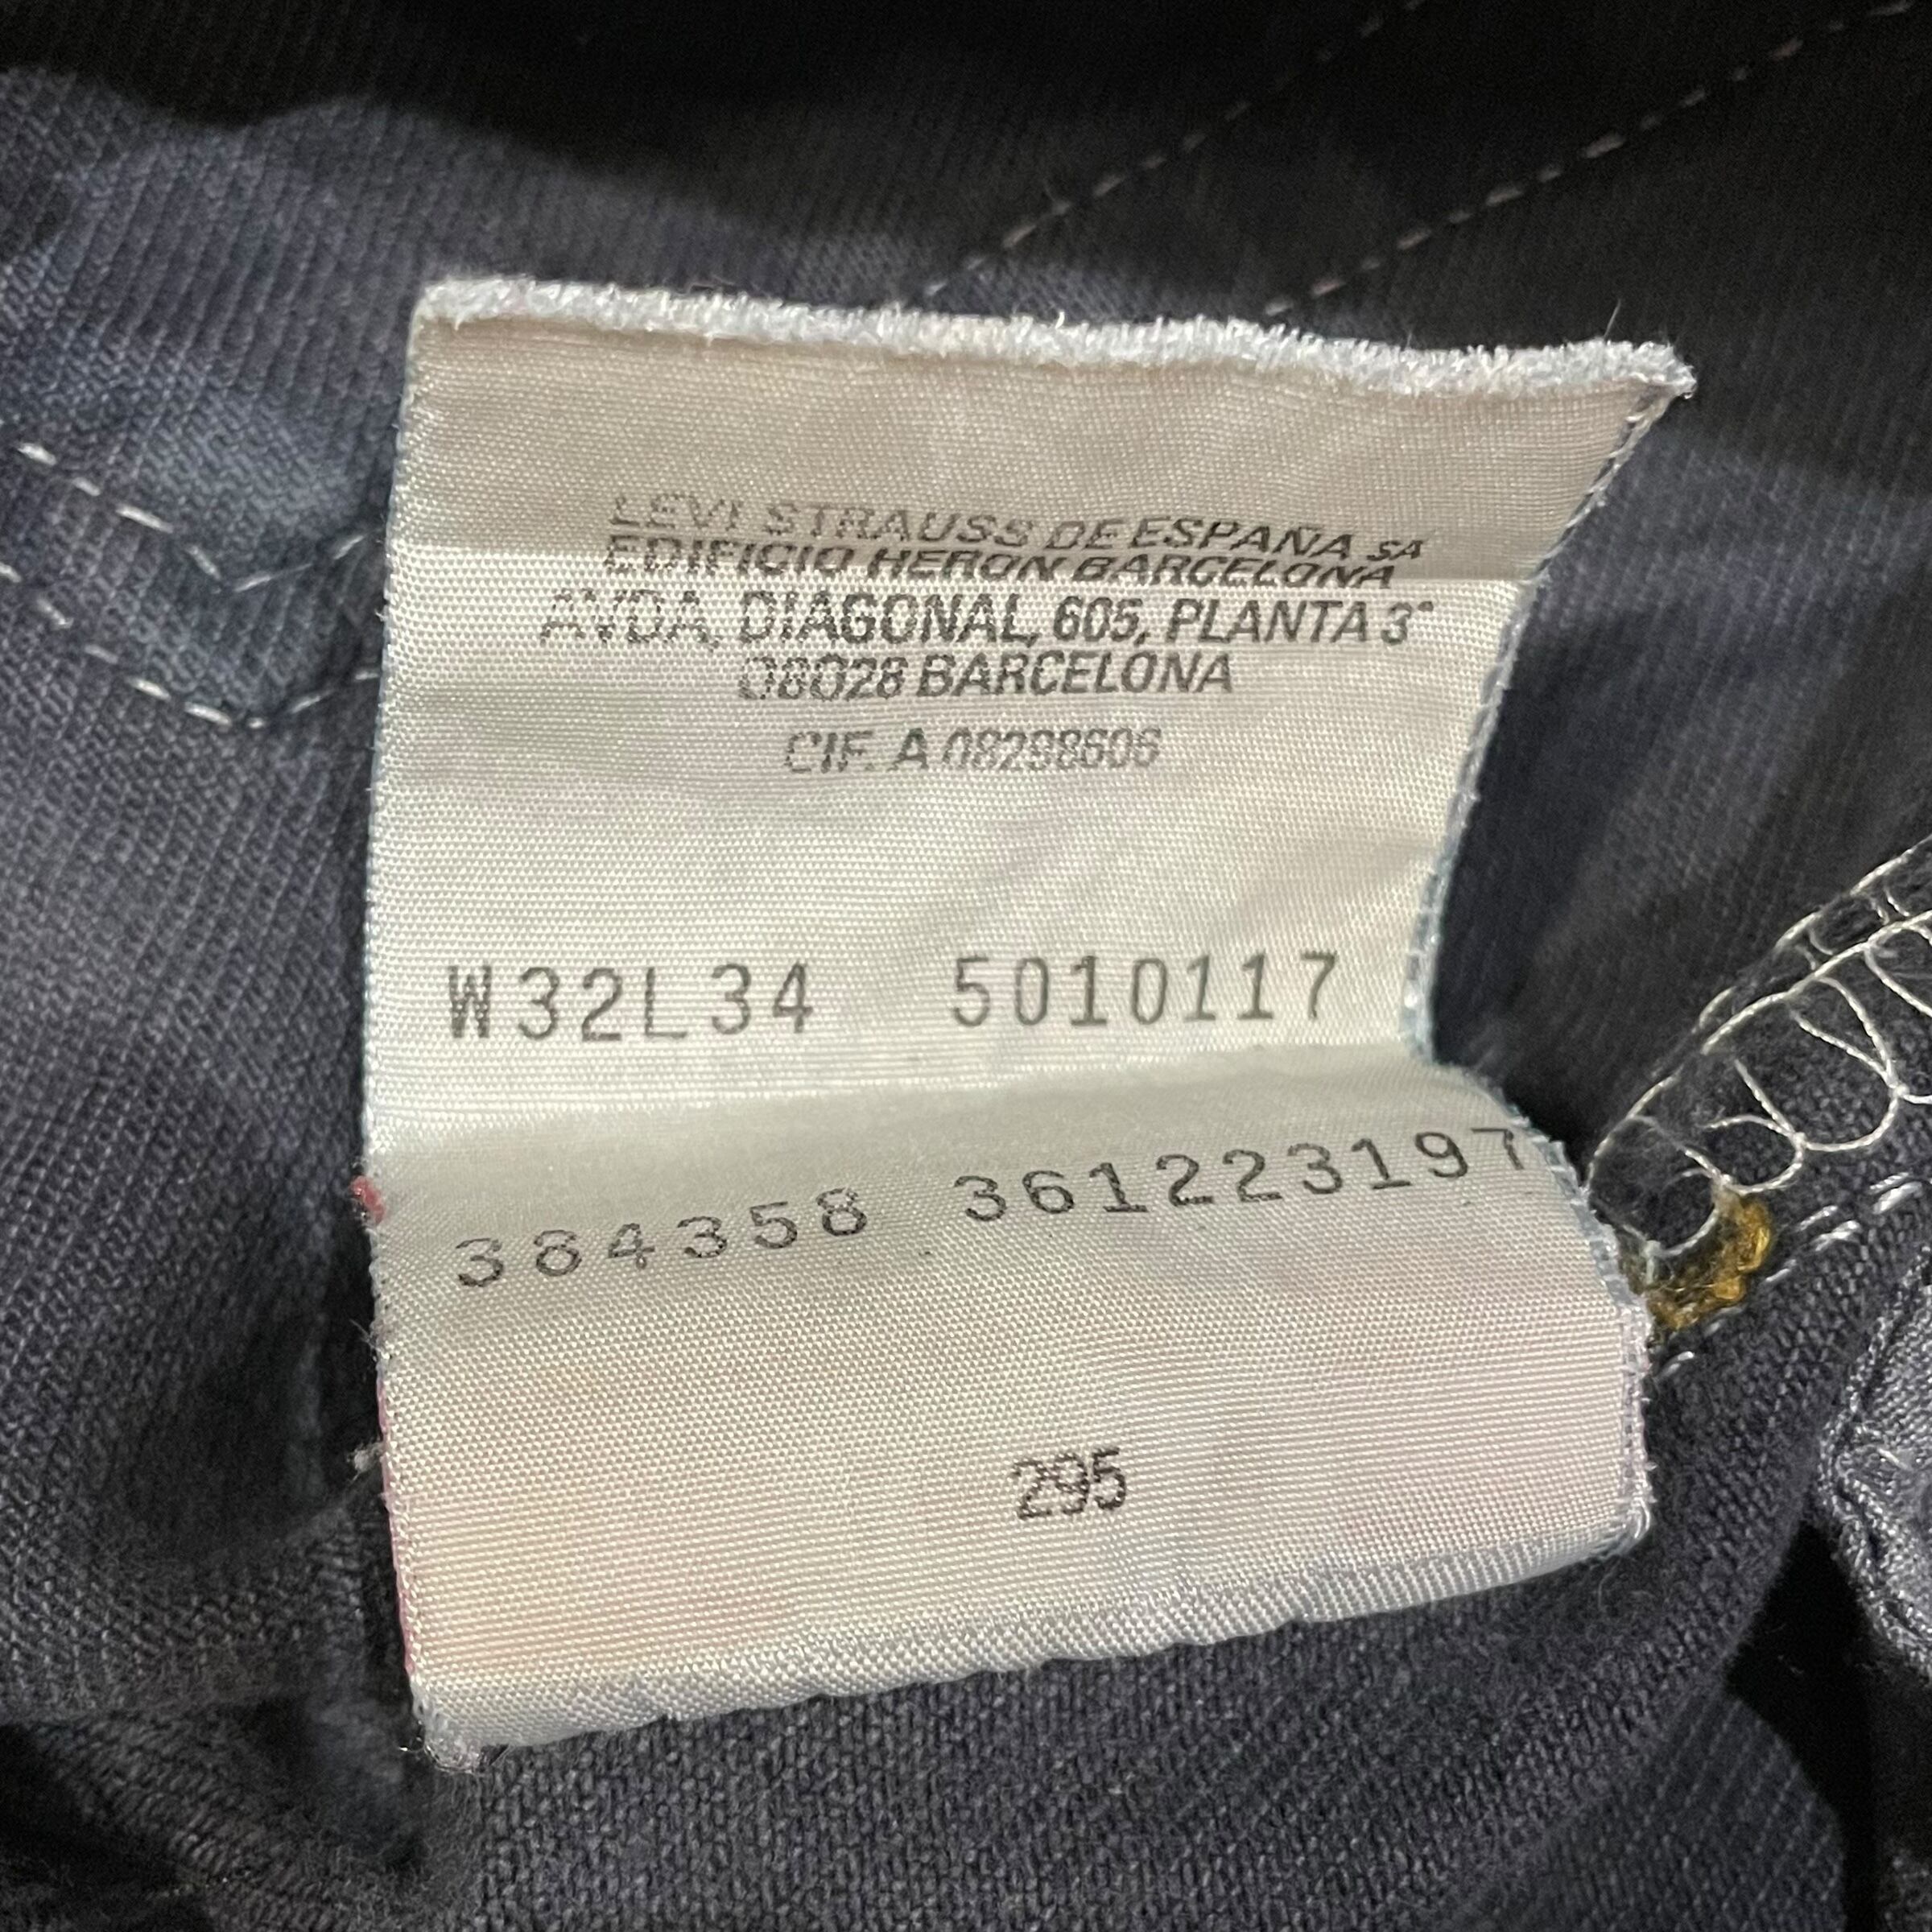 LEVI STRAUSS DE ESPAÑA SA
EDIFICIO HERON BARCELONA
AVDA. DIAGONAL, 605, PLANTA 3ª
08028 BARCELONA
CIF. A 08298606
W32L34 5010117
384358 361223197
295